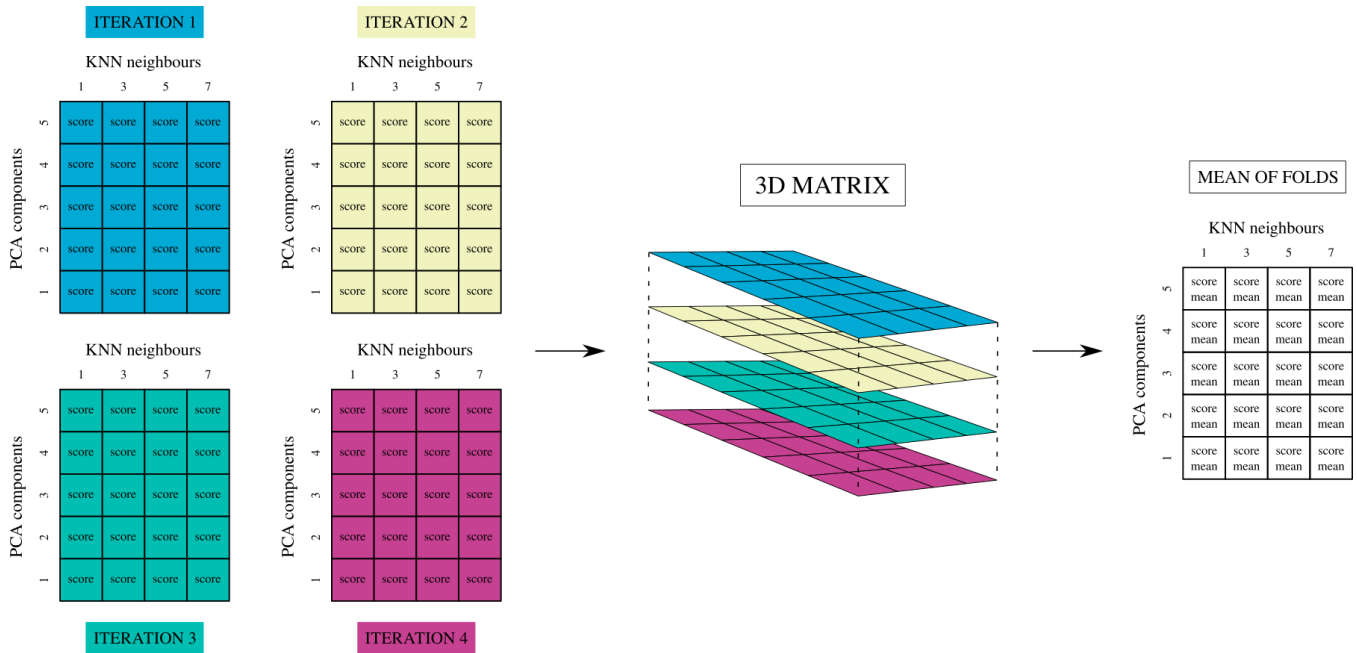 ITERATION 1
KNN neighbours
1 3 5 7
PCA components
5 score score score score
4 score score score score
3 score score score score
2 score score score score
1 score score score score
ITERATION 2
KNN neighbours
1 3 5 7
PCA components
5 score score score score
4 score score score score
3 score score score score
2 score score score score
1 score score score score
KNN neighbours
1 3 5 7
PCA components
5 score score score score
4 score score score score
3 score score score score
2 score score score score
1 score score score score
ITERATION 3
KNN neighbours
1 3 5 7
PCA components
5 score score score score
4 score score score score
3 score score score score
2 score score score score
1 score score score score
ITERATION 4
3D MATRIX
MEAN OF FOLDS
KNN neighbours
1 3 5 7
PCA components
5 score score score score
mean mean mean mean
4 score score score score
mean mean mean mean
3 score score score score
mean mean mean mean
2 score score score score
mean mean mean mean
1 score score score score
mean mean mean mean